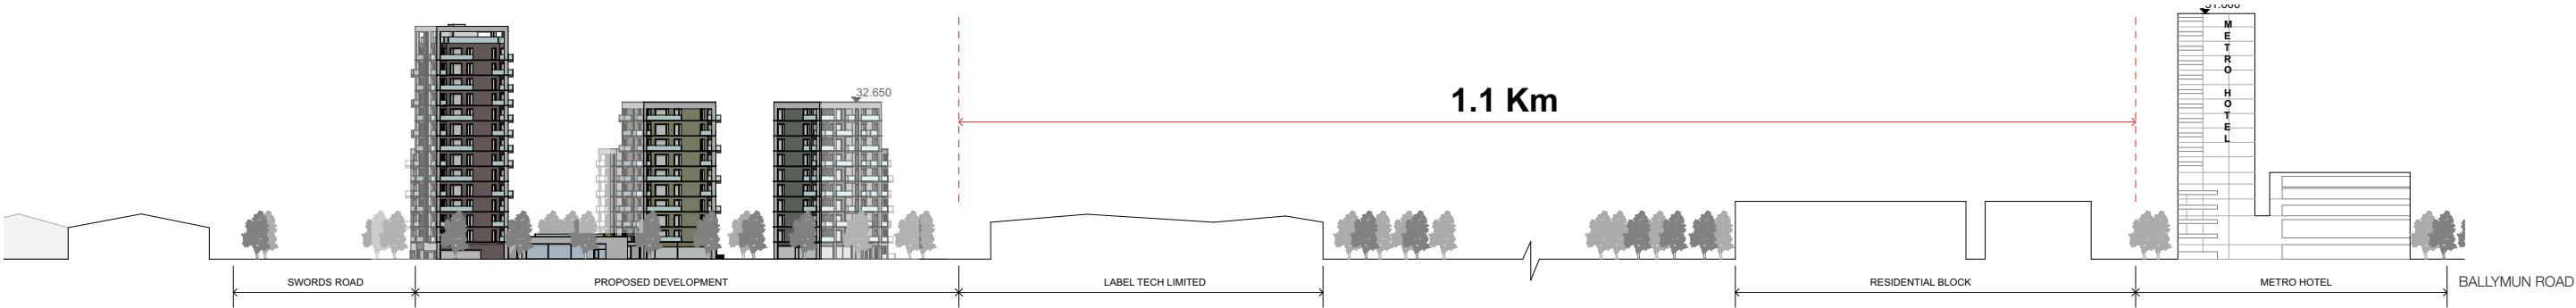 METRO HOTEL
32.650
1.1 Km
SWORDS ROAD
PROPOSED DEVELOPMENT
LABEL TECH LIMITED
RESIDENTIAL BLOCK
METRO HOTEL
BALLYMUN ROAD